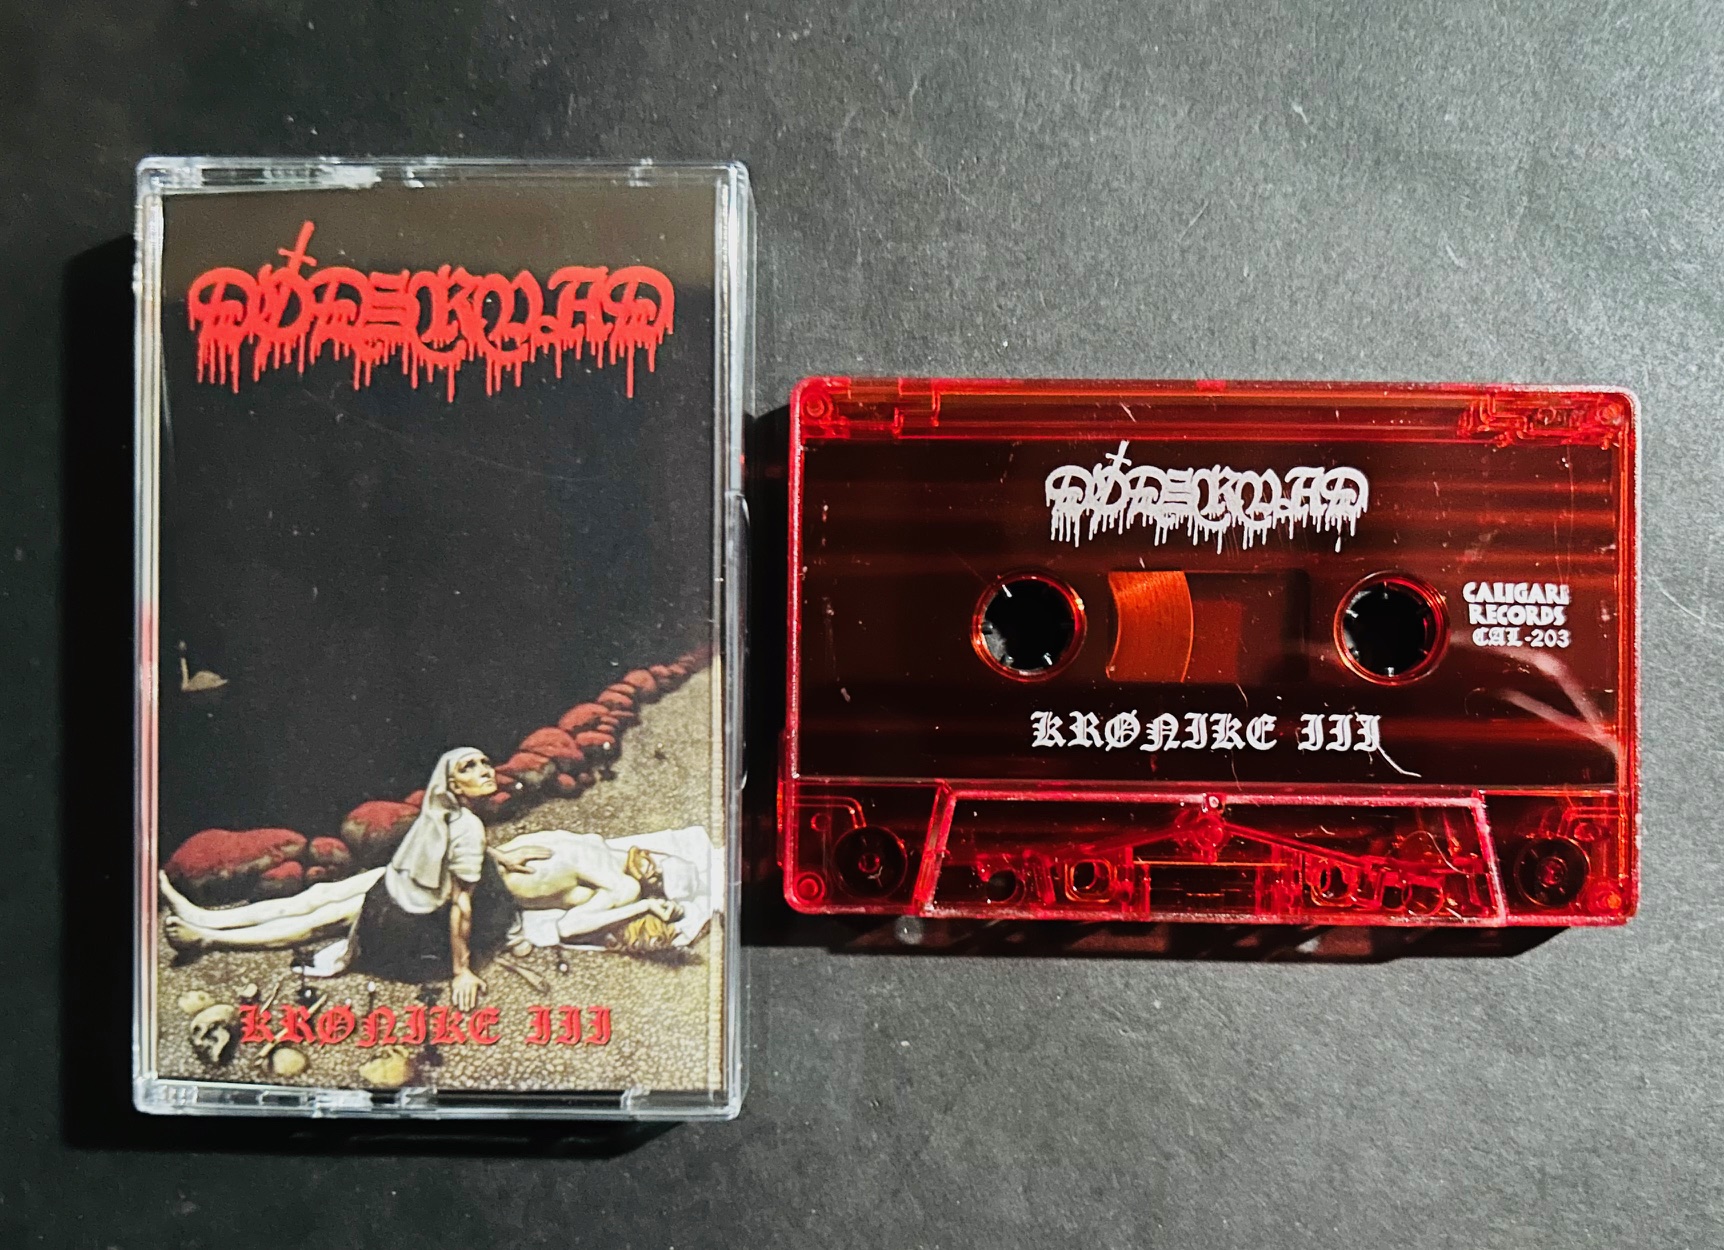 DØDSKVAD
KRØNIKE III
DØDSKVAD
CALIGARI
RECORDS
CAL-203
KRØNIKE III